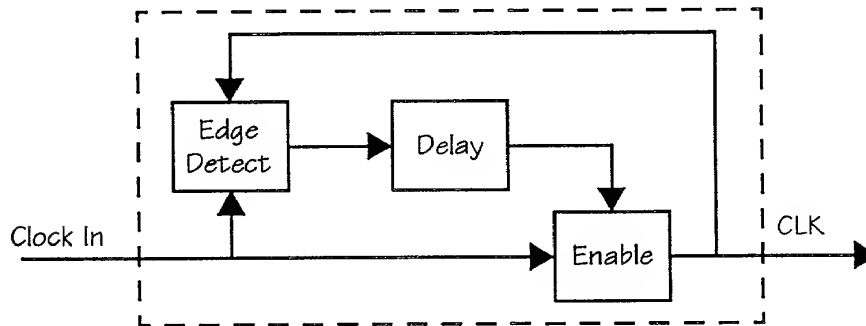 Edge
Detect
Delay
Clock In
Enable
CLK